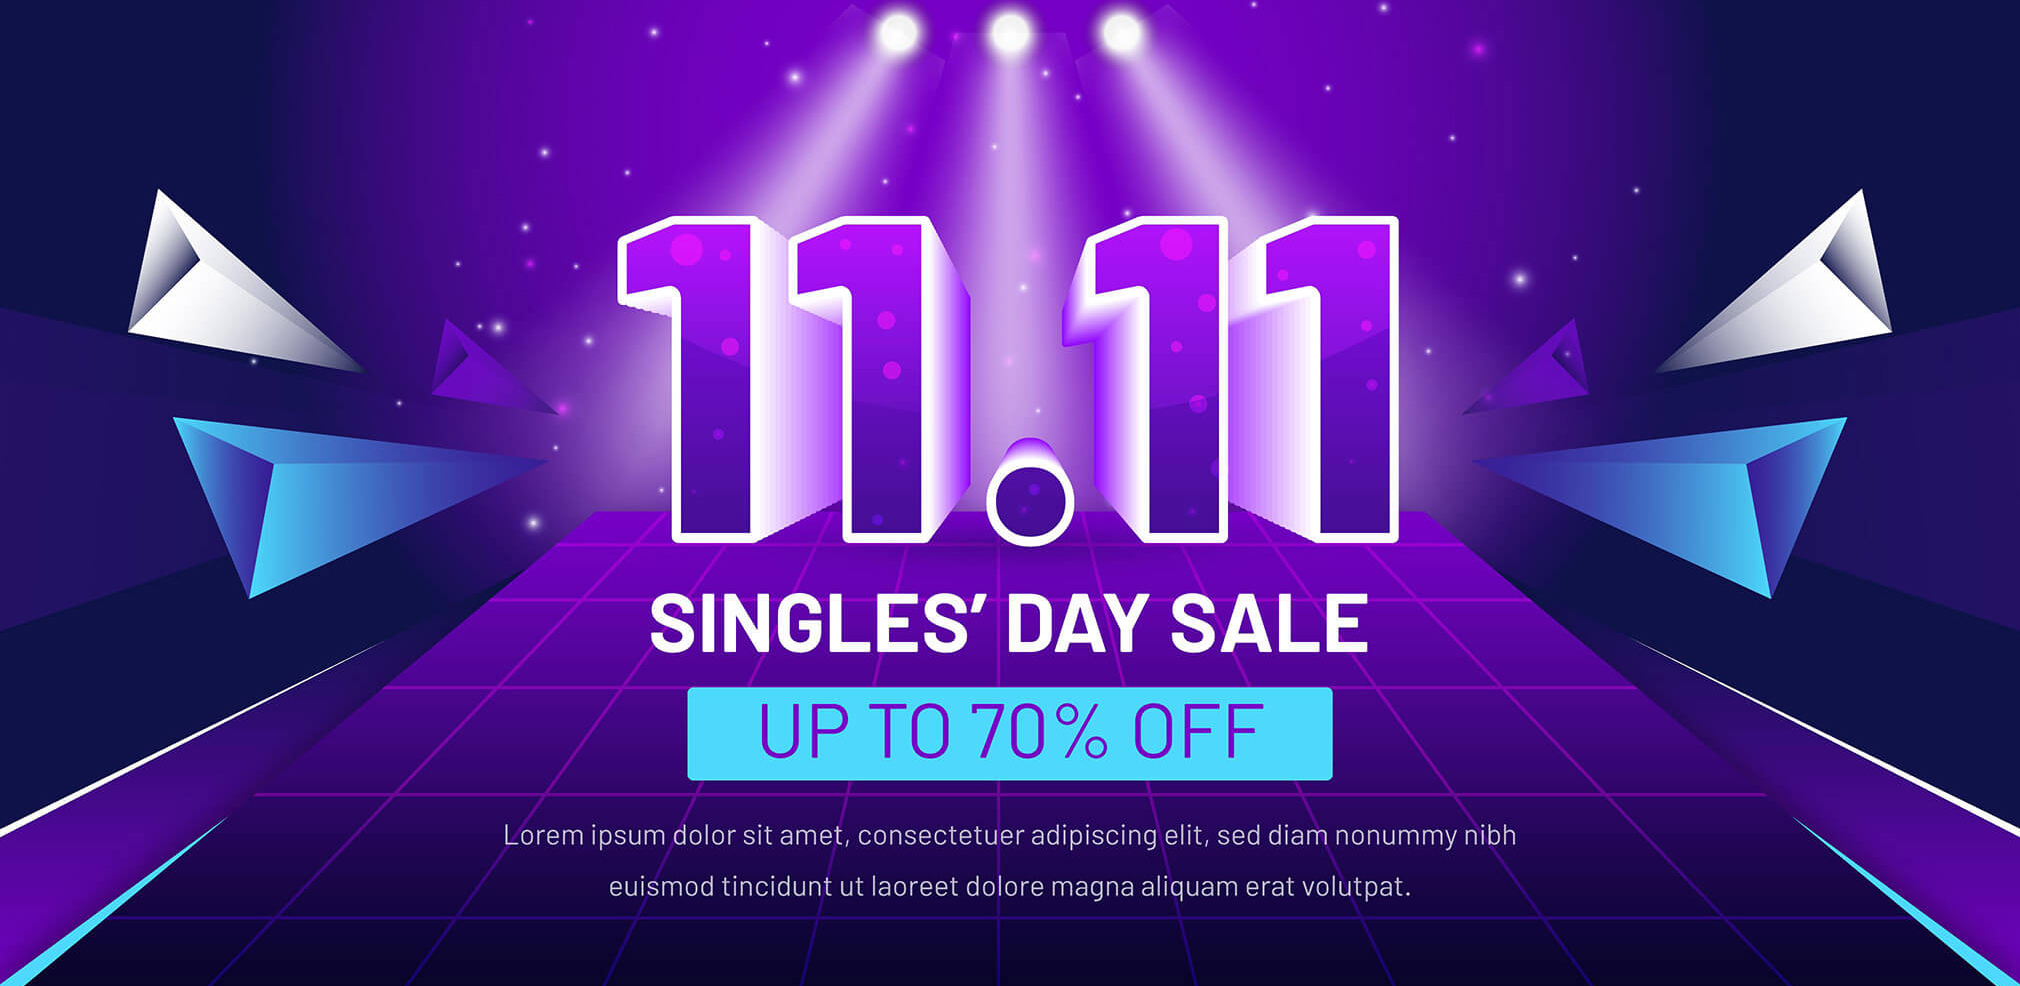 11.11
SINGLES’ DAY SALE
UP TO 70% OFF
Lorem ipsum dolor sit amet, consectetuer adipiscing elit, sed diam nonummy nibh
euismod tincidunt ut laoreet dolore magna aliquam erat volutpat.